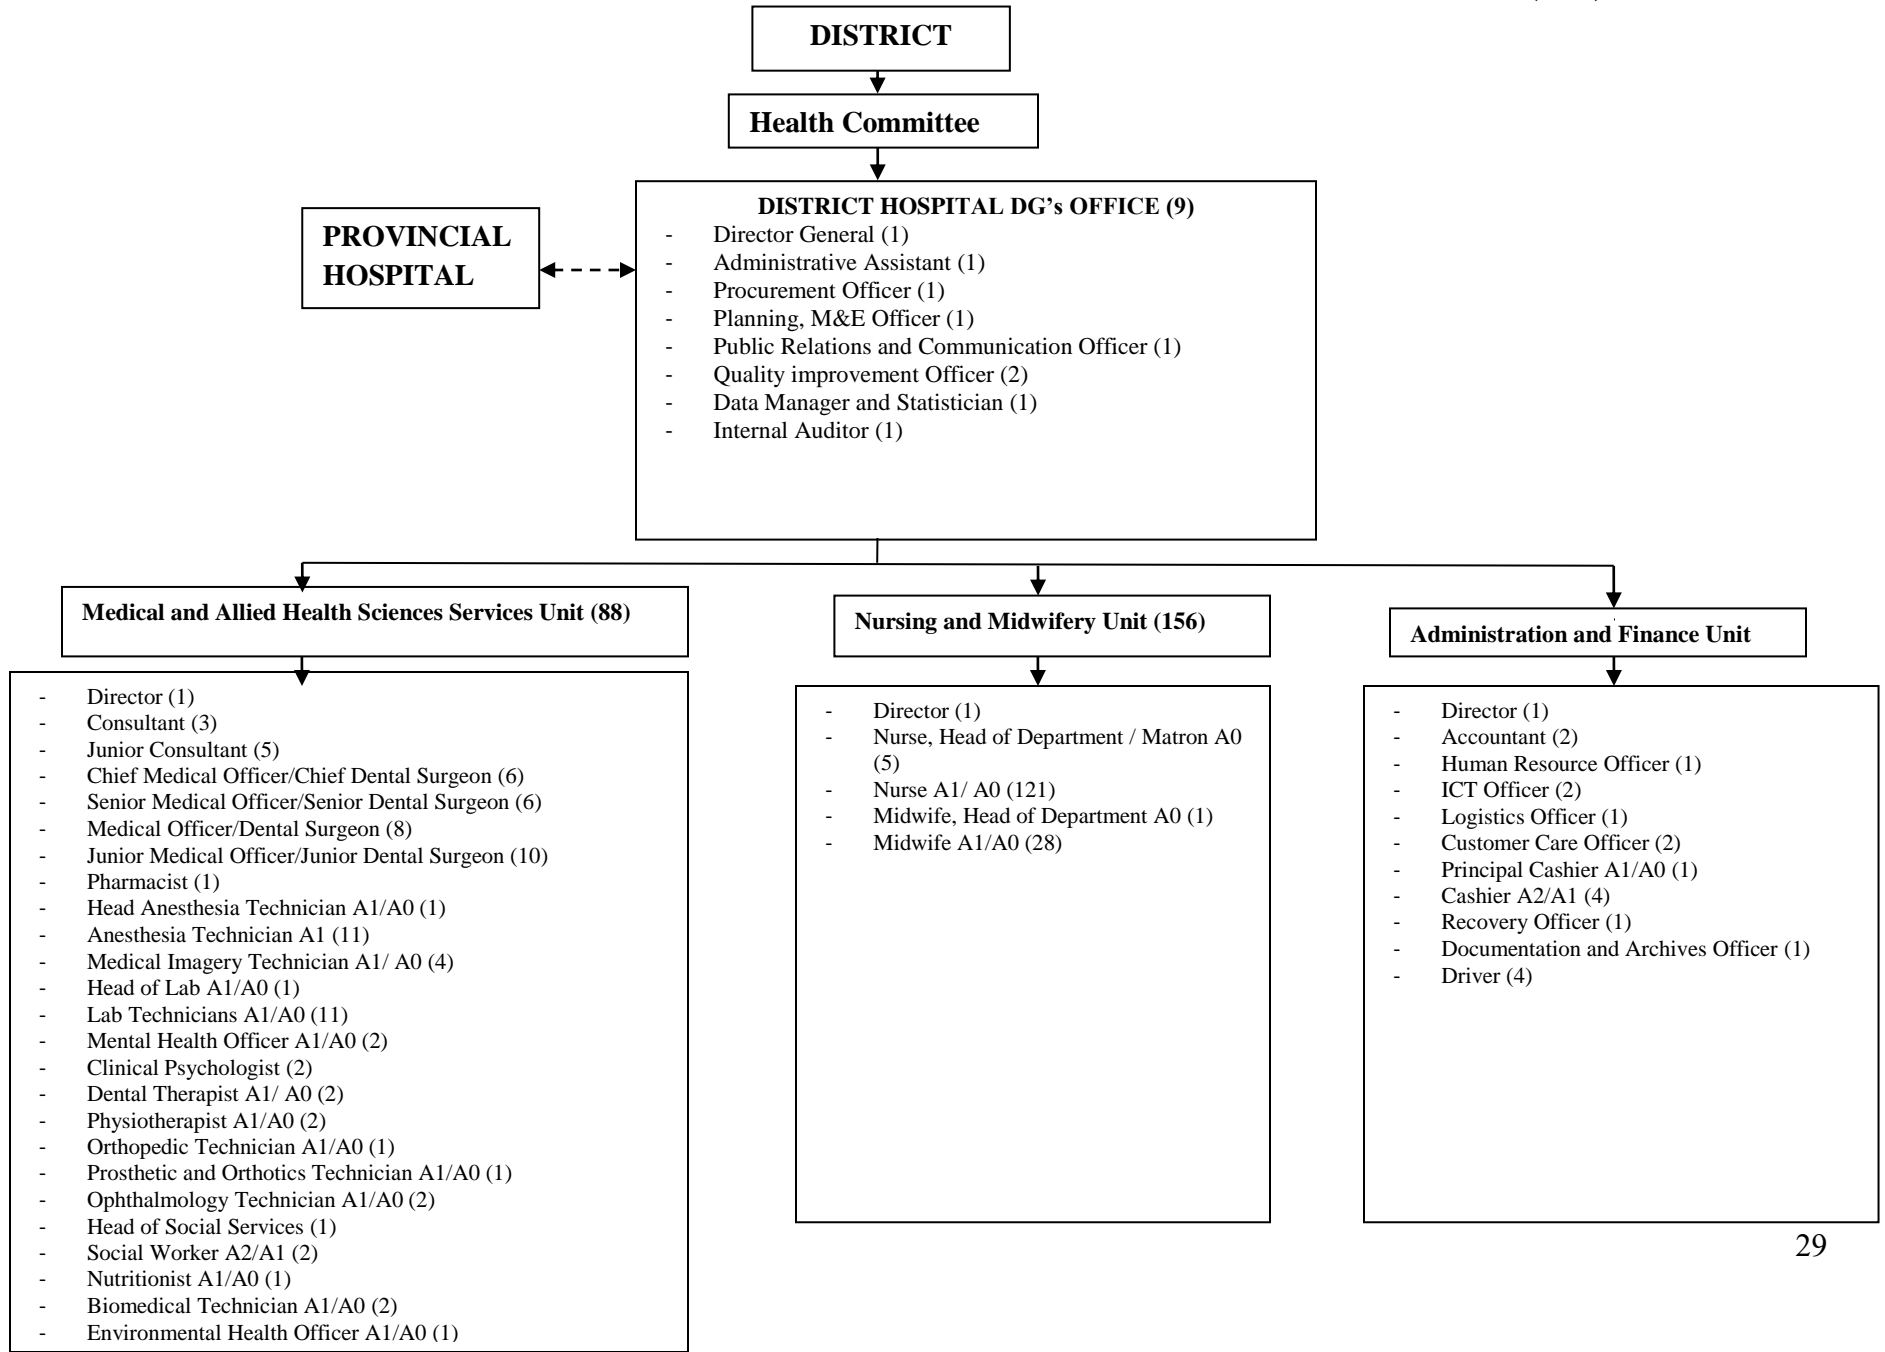 DISTRICT
Health Committee
PROVINCIAL
HOSPITAL
DISTRICT HOSPITAL DG’s OFFICE (9)
- Director General (1)
- Administrative Assistant (1)
- Procurement Officer (1)
- Planning, M&E Officer (1)
- Public Relations and Communication Officer (1)
- Quality improvement Officer (2)
- Data Manager and Statistician (1)
- Internal Auditor (1)
Medical and Allied Health Sciences Services Unit (88)
- Director (1)
- Consultant (3)
- Junior Consultant (5)
- Chief Medical Officer/Chief Dental Surgeon (6)
- Senior Medical Officer/Senior Dental Surgeon (6)
- Medical Officer/Dental Surgeon (8)
- Junior Medical Officer/Junior Dental Surgeon (10)
- Pharmacist (1)
- Head Anesthesia Technician A1/A0 (1)
- Anesthesia Technician A1 (11)
- Medical Imagery Technician A1/ A0 (4)
- Head of Lab A1/A0 (1)
- Lab Technicians A1/A0 (11)
- Mental Health Officer A1/A0 (2)
- Clinical Psychologist (2)
- Dental Therapist A1/ A0 (2)
- Physiotherapist A1/A0 (2)
- Orthopedic Technician A1/A0 (1)
- Prosthetic and Orthotics Technician A1/A0 (1)
- Ophthalmology Technician A1/A0 (2)
- Head of Social Services (1)
- Social Worker A2/A1 (2)
- Nutritionist A1/A0 (1)
- Biomedical Technician A1/A0 (2)
- Environmental Health Officer A1/A0 (1)
Nursing and Midwifery Unit (156)
- Director (1)
- Nurse, Head of Department / Matron A0
(5)
- Nurse A1/ A0 (121)
- Midwife, Head of Department A0 (1)
- Midwife A1/A0 (28)
Administration and Finance Unit
- Director (1)
- Accountant (2)
- Human Resource Officer (1)
- ICT Officer (2)
- Logistics Officer (1)
- Customer Care Officer (2)
- Principal Cashier A1/A0 (1)
- Cashier A2/A1 (4)
- Recovery Officer (1)
- Documentation and Archives Officer (1)
- Driver (4)
29